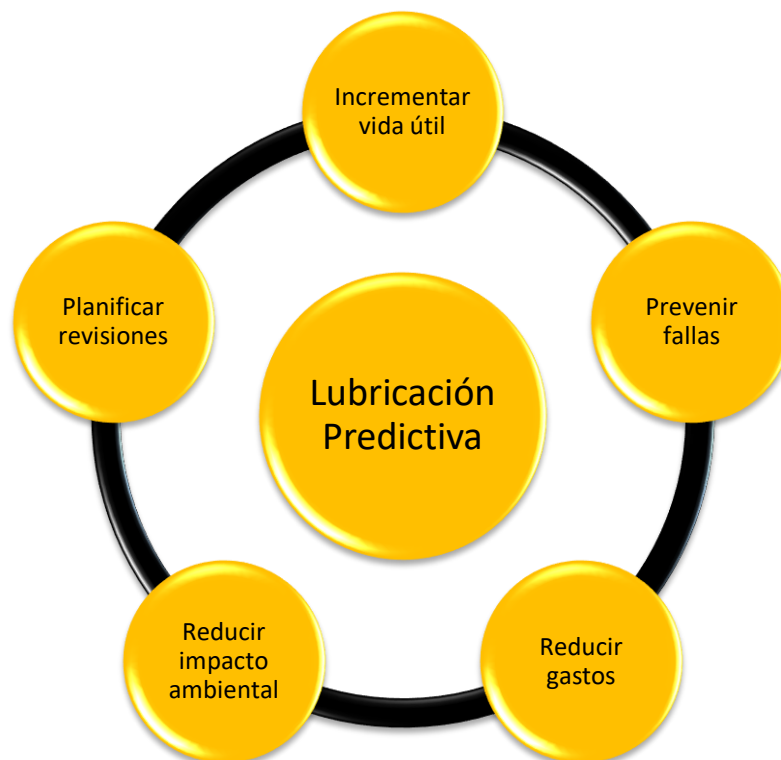 Incrementar
vida útil
Planificar
revisiones
Prevenir
fallas
Lubricación
Predictiva
Reducir
impacto
ambiental
Reducir
gastos